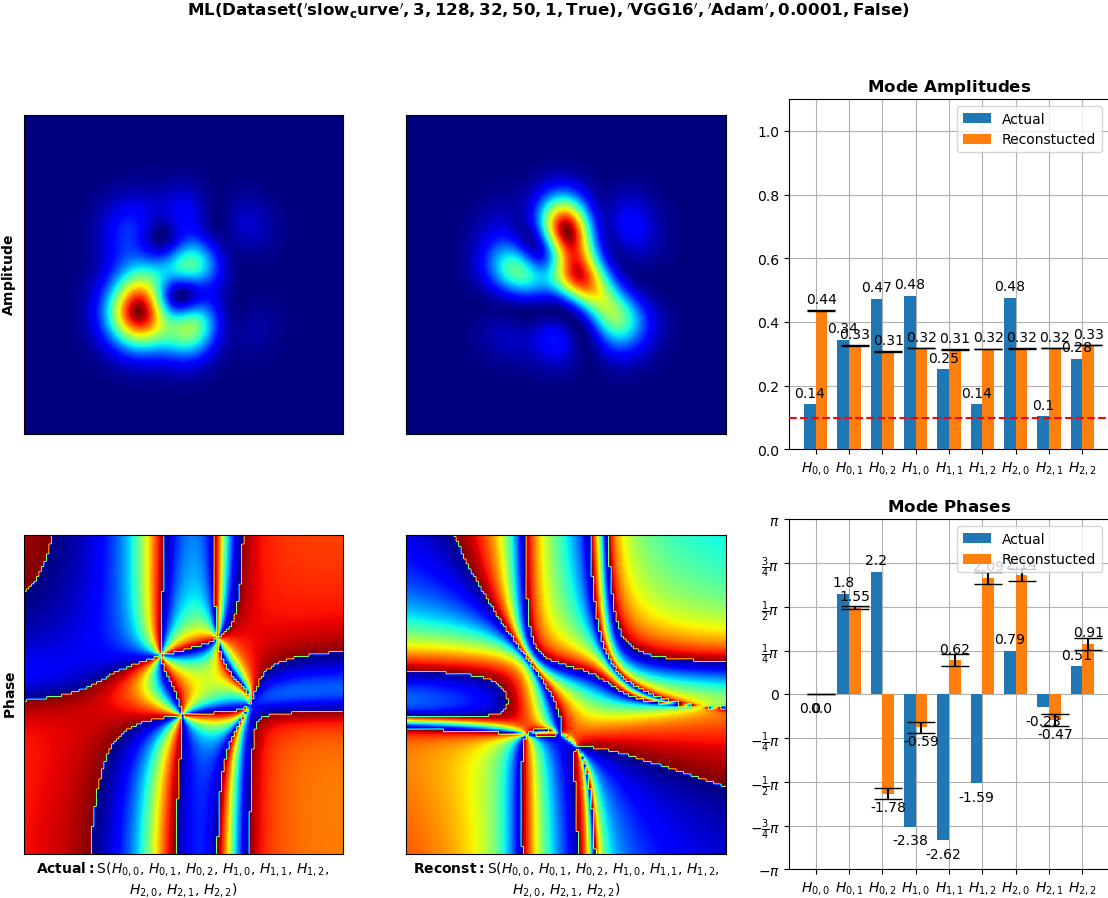 ML(Dataset('slow_curve', 3, 128, 32, 50, 1, True), 'VGG16', 'Adam', 0.0001, False)
Amplitude
Mode Amplitudes
Actual
Reconstucted
1.0
0.8
0.6
0.4
0.2
0.0
0.14
0.44
0.34
0.33
0.47
0.31
0.48
0.32
0.25
0.31
0.14
0.32
0.48
0.32
0.1
0.32
0.28
0.33
H0,0 H0,1 H0,2 H1,0 H1,1 H1,2 H2,0 H2,1 H2,2
Phase
Actual: S(H0,0, H0,1, H0,2, H1,0, H1,1, H1,2,
H2,0, H2,1, H2,2)
Reconst: S(H0,0, H0,1, H0,2, H1,0, H1,1, H1,2,
H2,0, H2,1, H2,2)
Mode Phases
Actual
Reconstucted
π
3/4π
1/2π
1/4π
0
−1/4π
−1/2π
−3/4π
−π
0.0
0.0
1.8
1.55
2.2
-1.78
-2.38
-0.59
-2.62
0.62
-1.59
2.09
0.79
-0.23
-0.47
0.51
0.91
H0,0 H0,1 H0,2 H1,0 H1,1 H1,2 H2,0 H2,1 H2,2